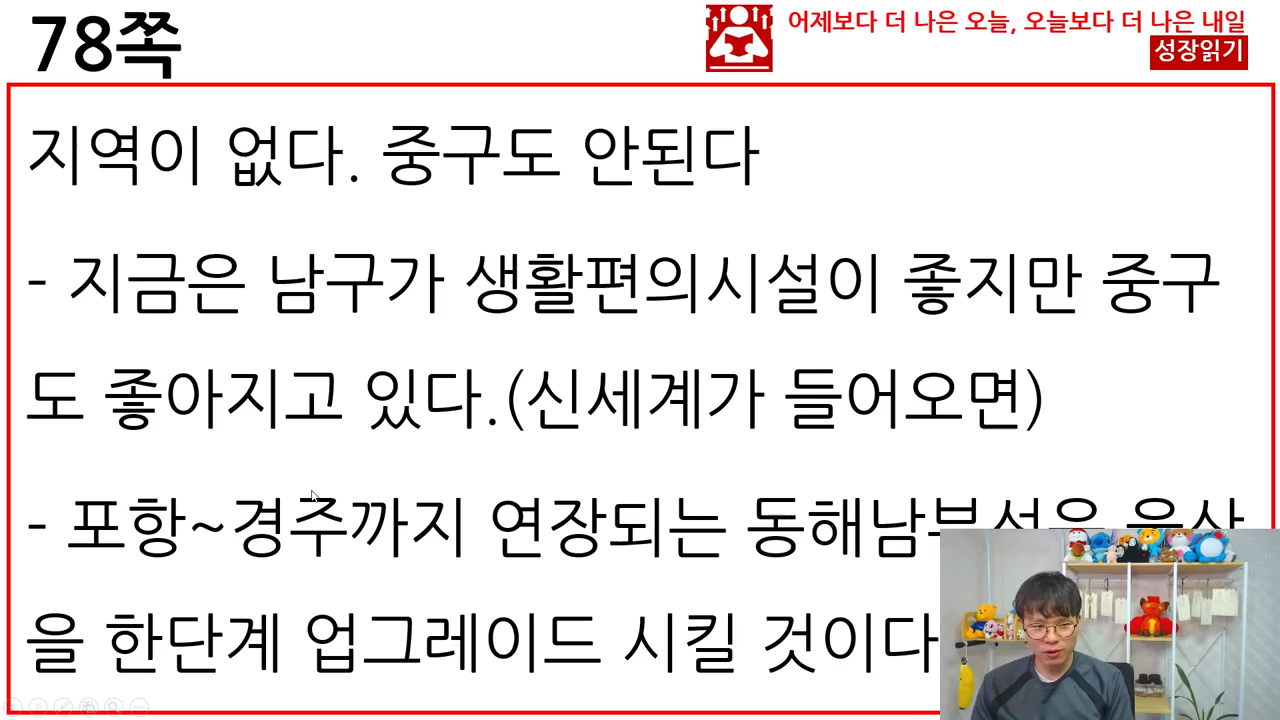 78쪽
어제보다 더 나은 오늘, 오늘보다 더 나은 내일
성장읽기
지역이 없다. 중구도 안된다
- 지금은 남구가 생활편의시설이 좋지만 중구
도 좋아지고 있다.(신세계가 들어오면)
- 포항~경주까지 연장되는 동해남부선은 울산
을 한단계 업그레이드 시킬 것이다